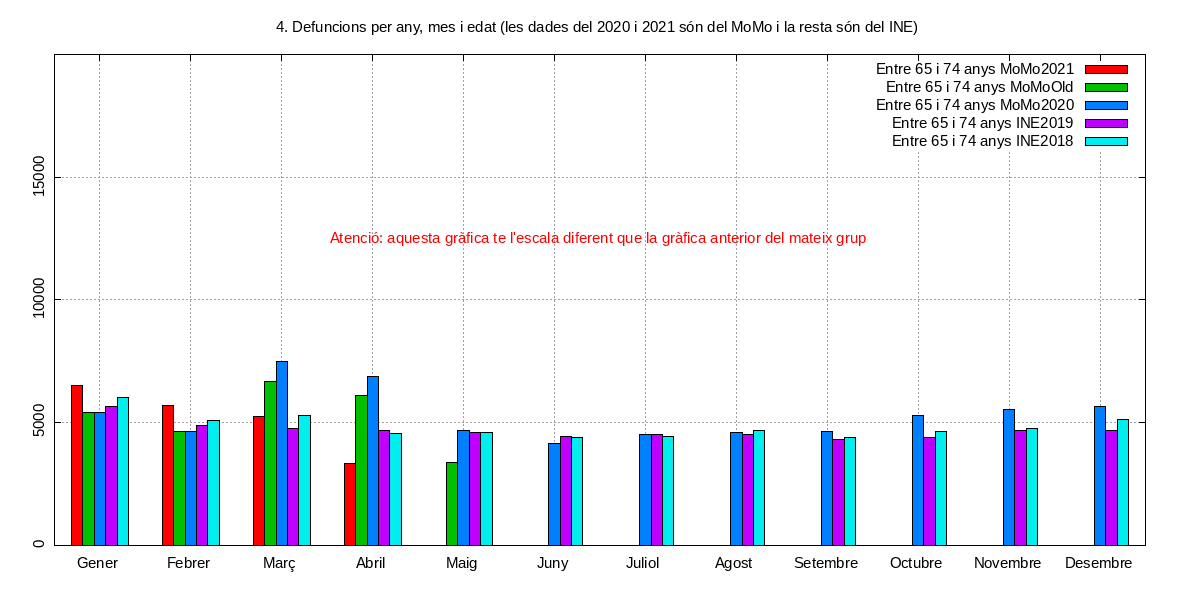 4. Defuncions per any, mes i edat (les dades del 2020 i 2021 són del MoMo i la resta són del INE)
Entre 65 i 74 anys MoMo2021
Entre 65 i 74 anys MoMoOld
Entre 65 i 74 anys MoMo2020
Entre 65 i 74 anys INE2019
Entre 65 i 74 anys INE2018
15000
Atenció: aquesta gràfica te l'escala diferent que la gràfica anterior del mateix grup
10000
5000
0
Gener Febrer Març Abril Maig Juny Juliol Agost Setembre Octubre Novembre Desembre